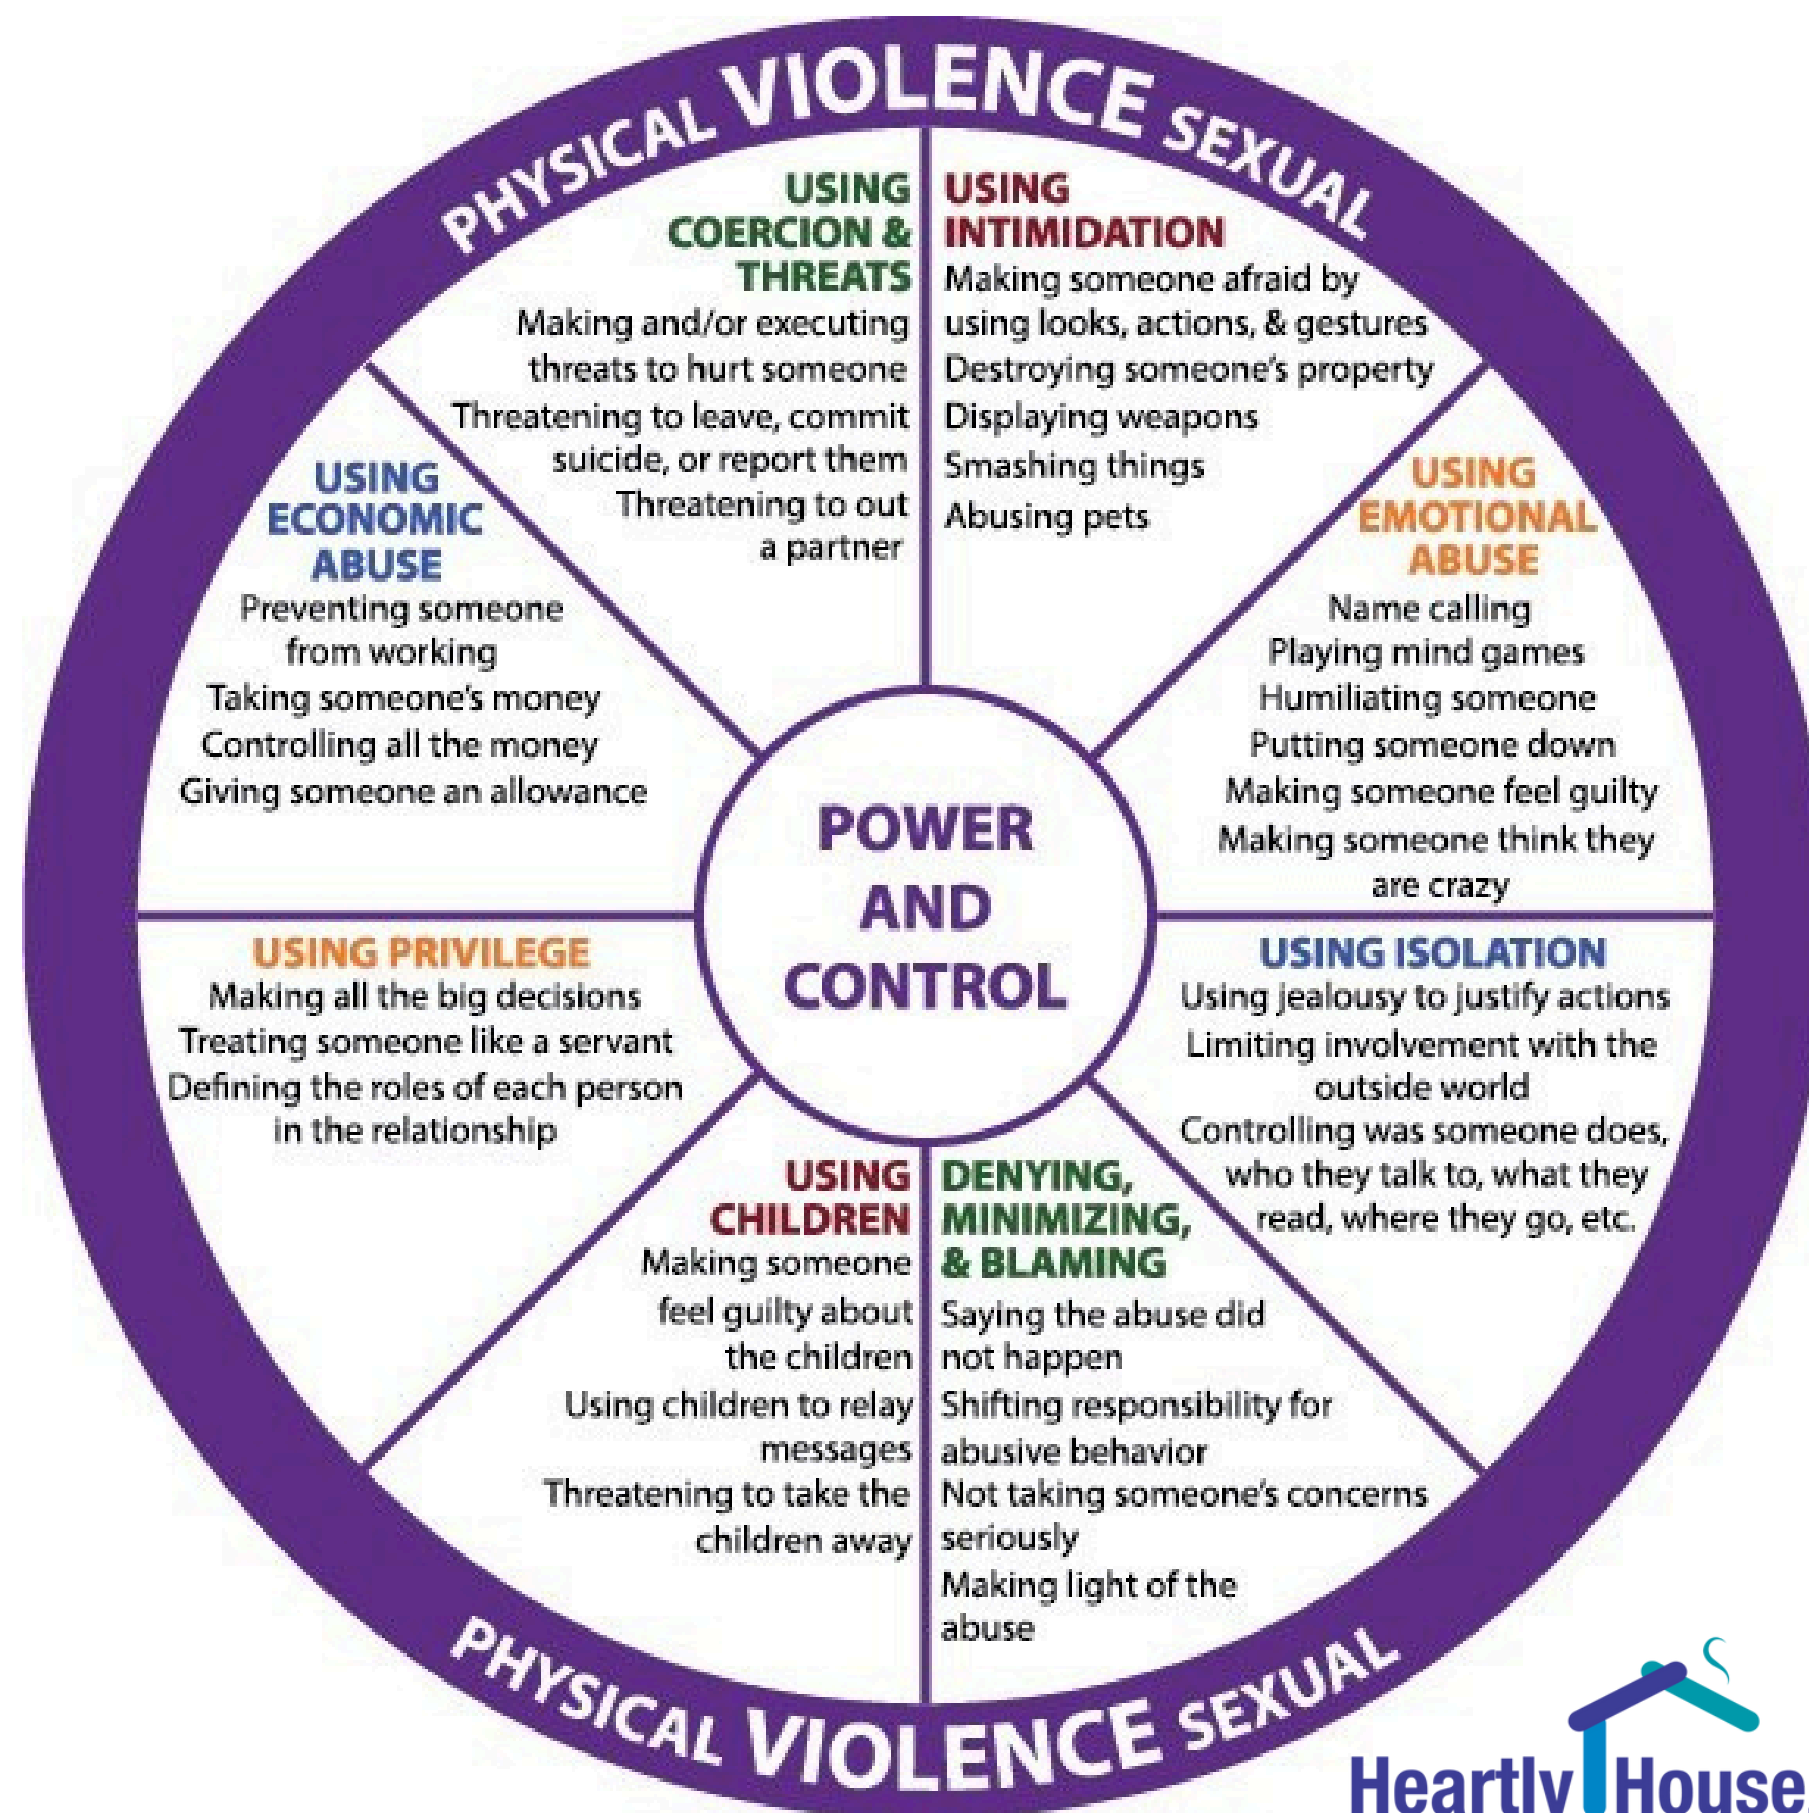 PHYSICAL VIOLENCE SEXUAL
USING
COERCION &
THREATS
Making and/or executing
threats to hurt someone
Threatening to leave, commit
suicide, or report them
Threatening to out
a partner
USING
INTIMIDATION
Making someone afraid by
using looks, actions, & gestures
Destroying someone's property
Displaying weapons
Smashing things
Abusing pets
USING
EMOTIONAL
ABUSE
Name calling
Playing mind games
Humiliating someone
Putting someone down
Making someone feel guilty
Making someone think they
are crazy
USING ISOLATION
Using jealousy to justify actions
Limiting involvement with the
outside world
Controlling was someone does,
who they talk to, what they
read, where they go, etc.
DENYING,
MINIMIZING,
& BLAMING
Saying the abuse did
not happen
Shifting responsibility for
abusive behavior
Not taking someone's concerns
seriously
Making light of the
abuse
USING
CHILDREN
Making someone
feel guilty about
the children
Using children to relay
messages
Threatening to take the
children away
USING PRIVILEGE
Making all the big decisions
Treating someone like a servant
Defining the roles of each person
in the relationship
USING
ECONOMIC
ABUSE
Preventing someone
from working
Taking someone's money
Controlling all the money
Giving someone an allowance
POWER
AND
CONTROL
PHYSICAL VIOLENCE SEXUAL
Heartly House